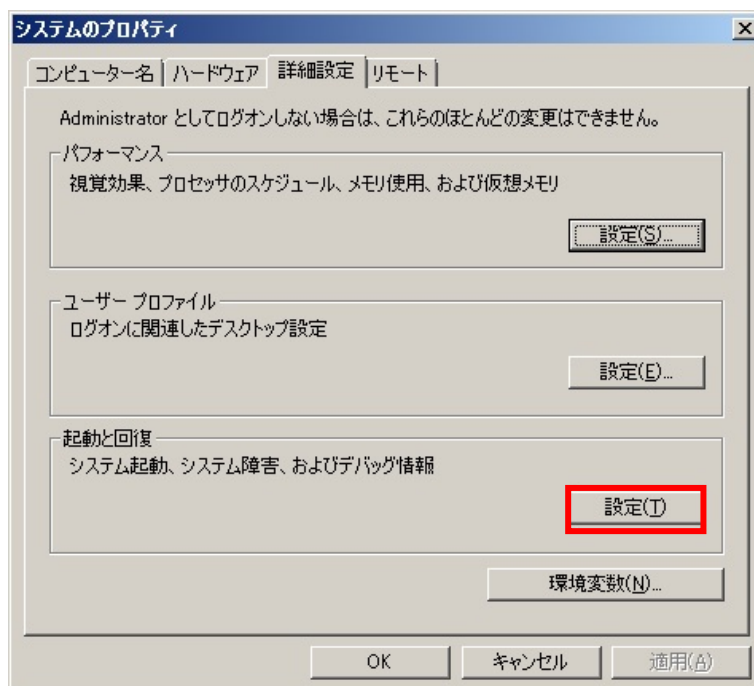 システムのプロパティ
コンピューター名 ハードウェア 詳細設定 リモート
Administrator としてログオンしない場合は、これらのほとんどの変更はできません。
パフォーマンス
視覚効果、プロセッサのスケジュール、メモリ使用、および仮想メモリ
設定(S)...
ユーザー プロファイル
ログオンに関連したデスクトップ設定
設定(E)...
起動と回復
システム起動、システム障害、およびデバッグ情報
設定(T)
環境変数(N)...
OK キャンセル 適用(A)